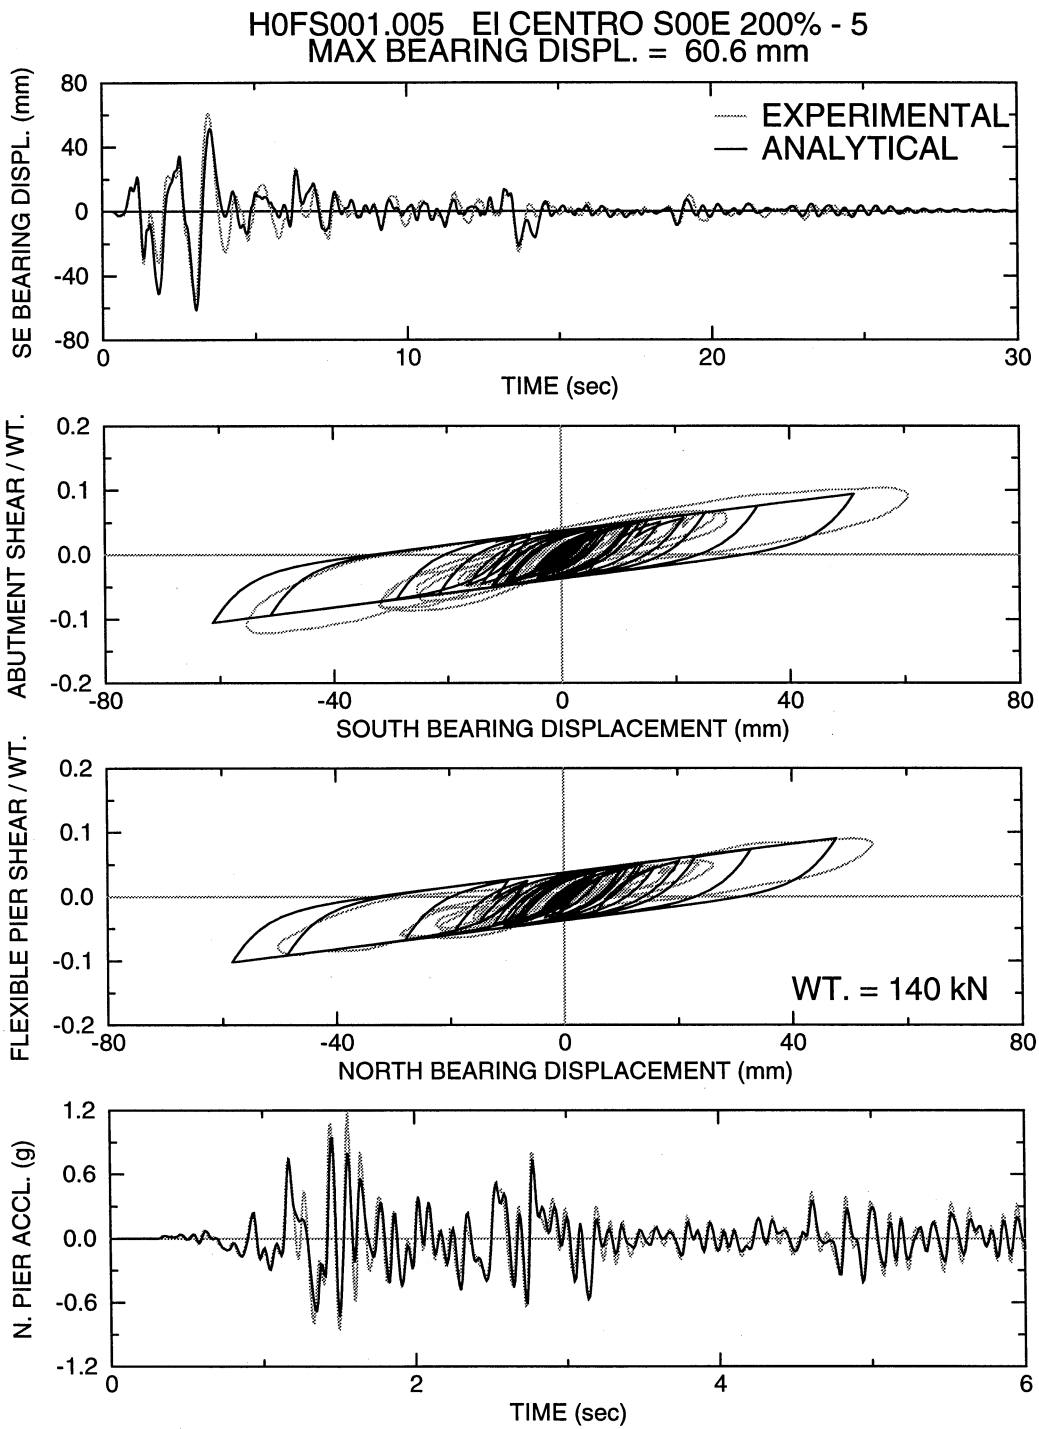 H0FS001.005 El CENTRO S00E 200% - 5
MAX BEARING DISPL. = 60.6 mm
SE BEARING DISPL. (mm)
80
40
0
-40
-80
EXPERIMENTAL
ANALYTICAL
0 10 20 30
TIME (sec)
ABUTMENT SHEAR / WT.
0.2
0.1
0.0
-0.1
-0.2
-80 -40 0 40 80
SOUTH BEARING DISPLACEMENT (mm)
FLEXIBLE PIER SHEAR / WT.
0.2
0.1
0.0
-0.1
-0.2
WT. = 140 kN
-80 -40 0 40 80
NORTH BEARING DISPLACEMENT (mm)
N. PIER ACCL. (g)
1.2
0.6
0.0
-0.6
-1.2
0 2 4 6
TIME (sec)